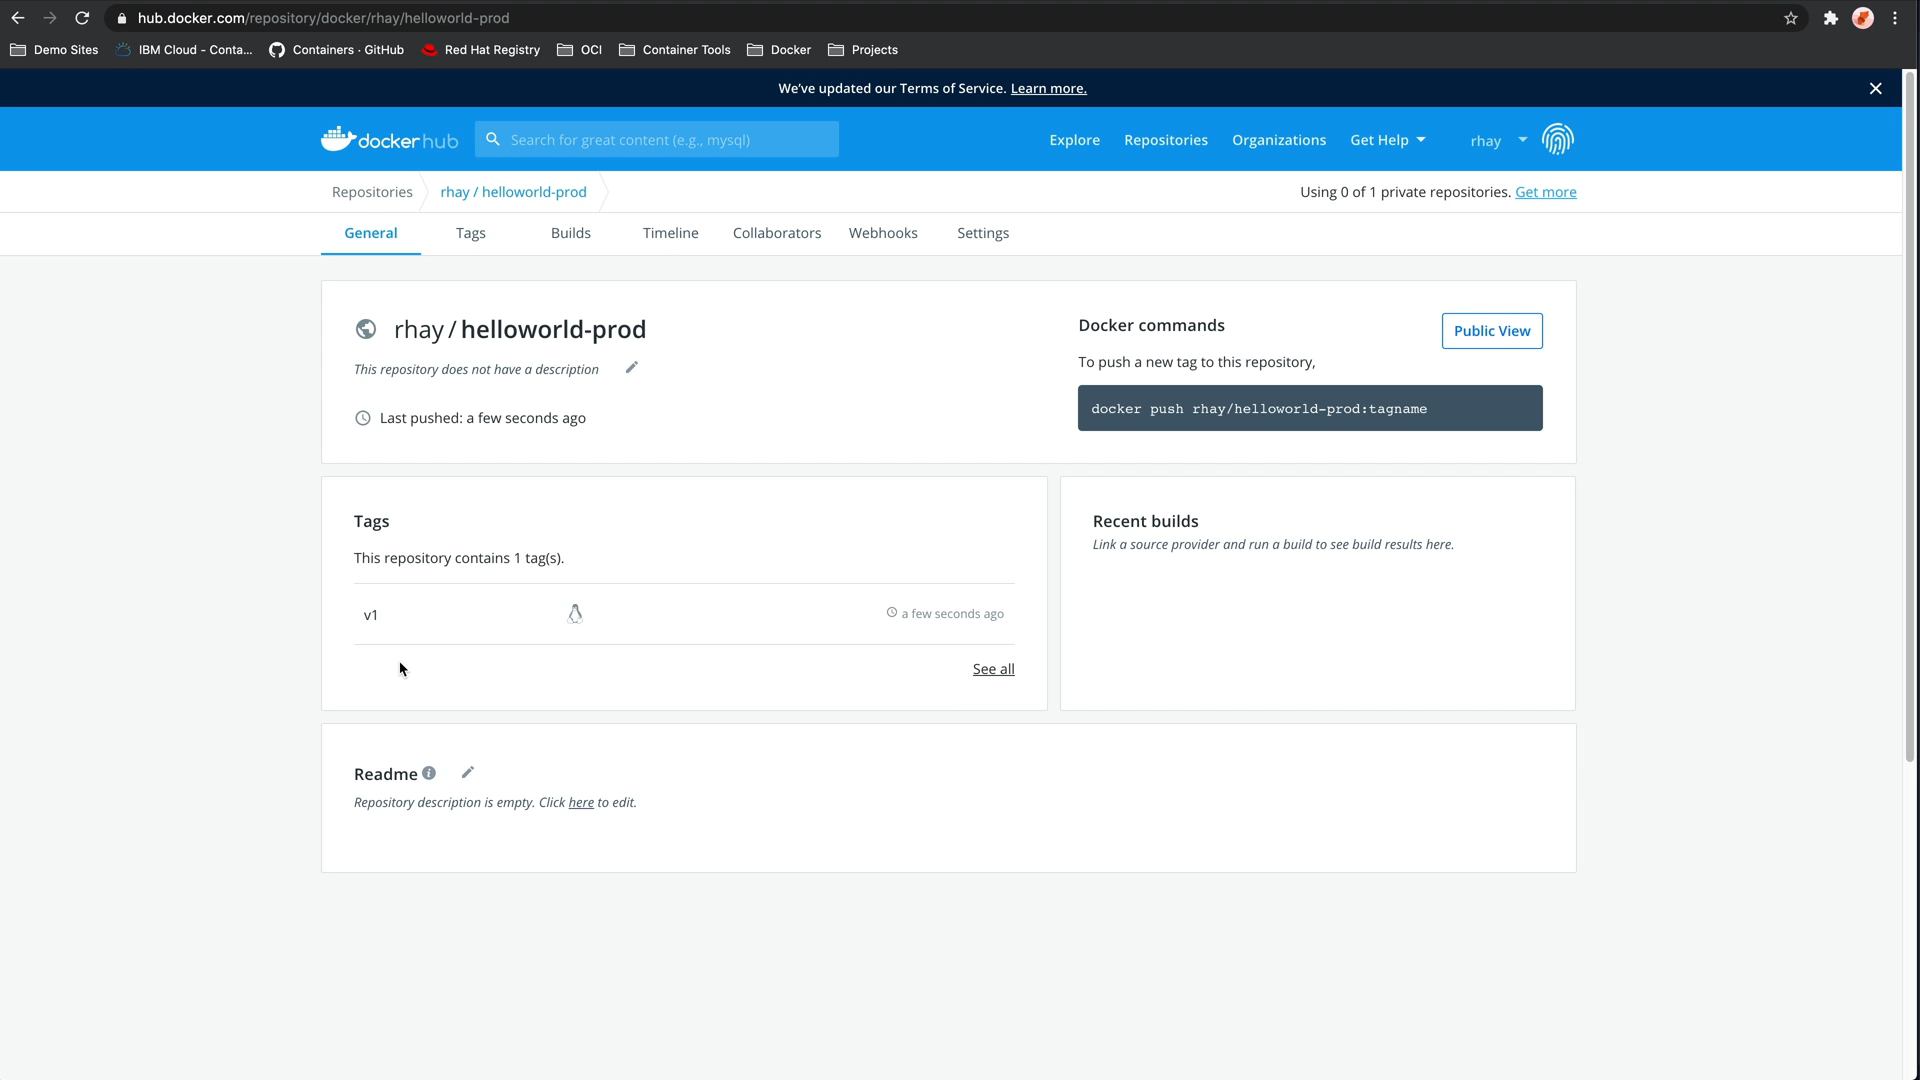 hub.docker.com/repository/docker/rhay/helloworld-prod
Demo Sites IBM Cloud - Conta... Containers · GitHub Red Hat Registry OCI Container Tools Docker Projects
We've updated our Terms of Service. Learn more.
dockerhub Search for great content (e.g., mysql) Explore Repositories Organizations Get Help rhay
Repositories rhay / helloworld-prod Using 0 of 1 private repositories. Get more
General Tags Builds Timeline Collaborators Webhooks Settings
rhay / helloworld-prod
This repository does not have a description
Last pushed: a few seconds ago
Docker commands
Public View
To push a new tag to this repository,
docker push rhay/helloworld-prod:tagname
Tags
This repository contains 1 tag(s).
v1 a few seconds ago
See all
Recent builds
Link a source provider and run a build to see build results here.
Readme
Repository description is empty. Click here to edit.